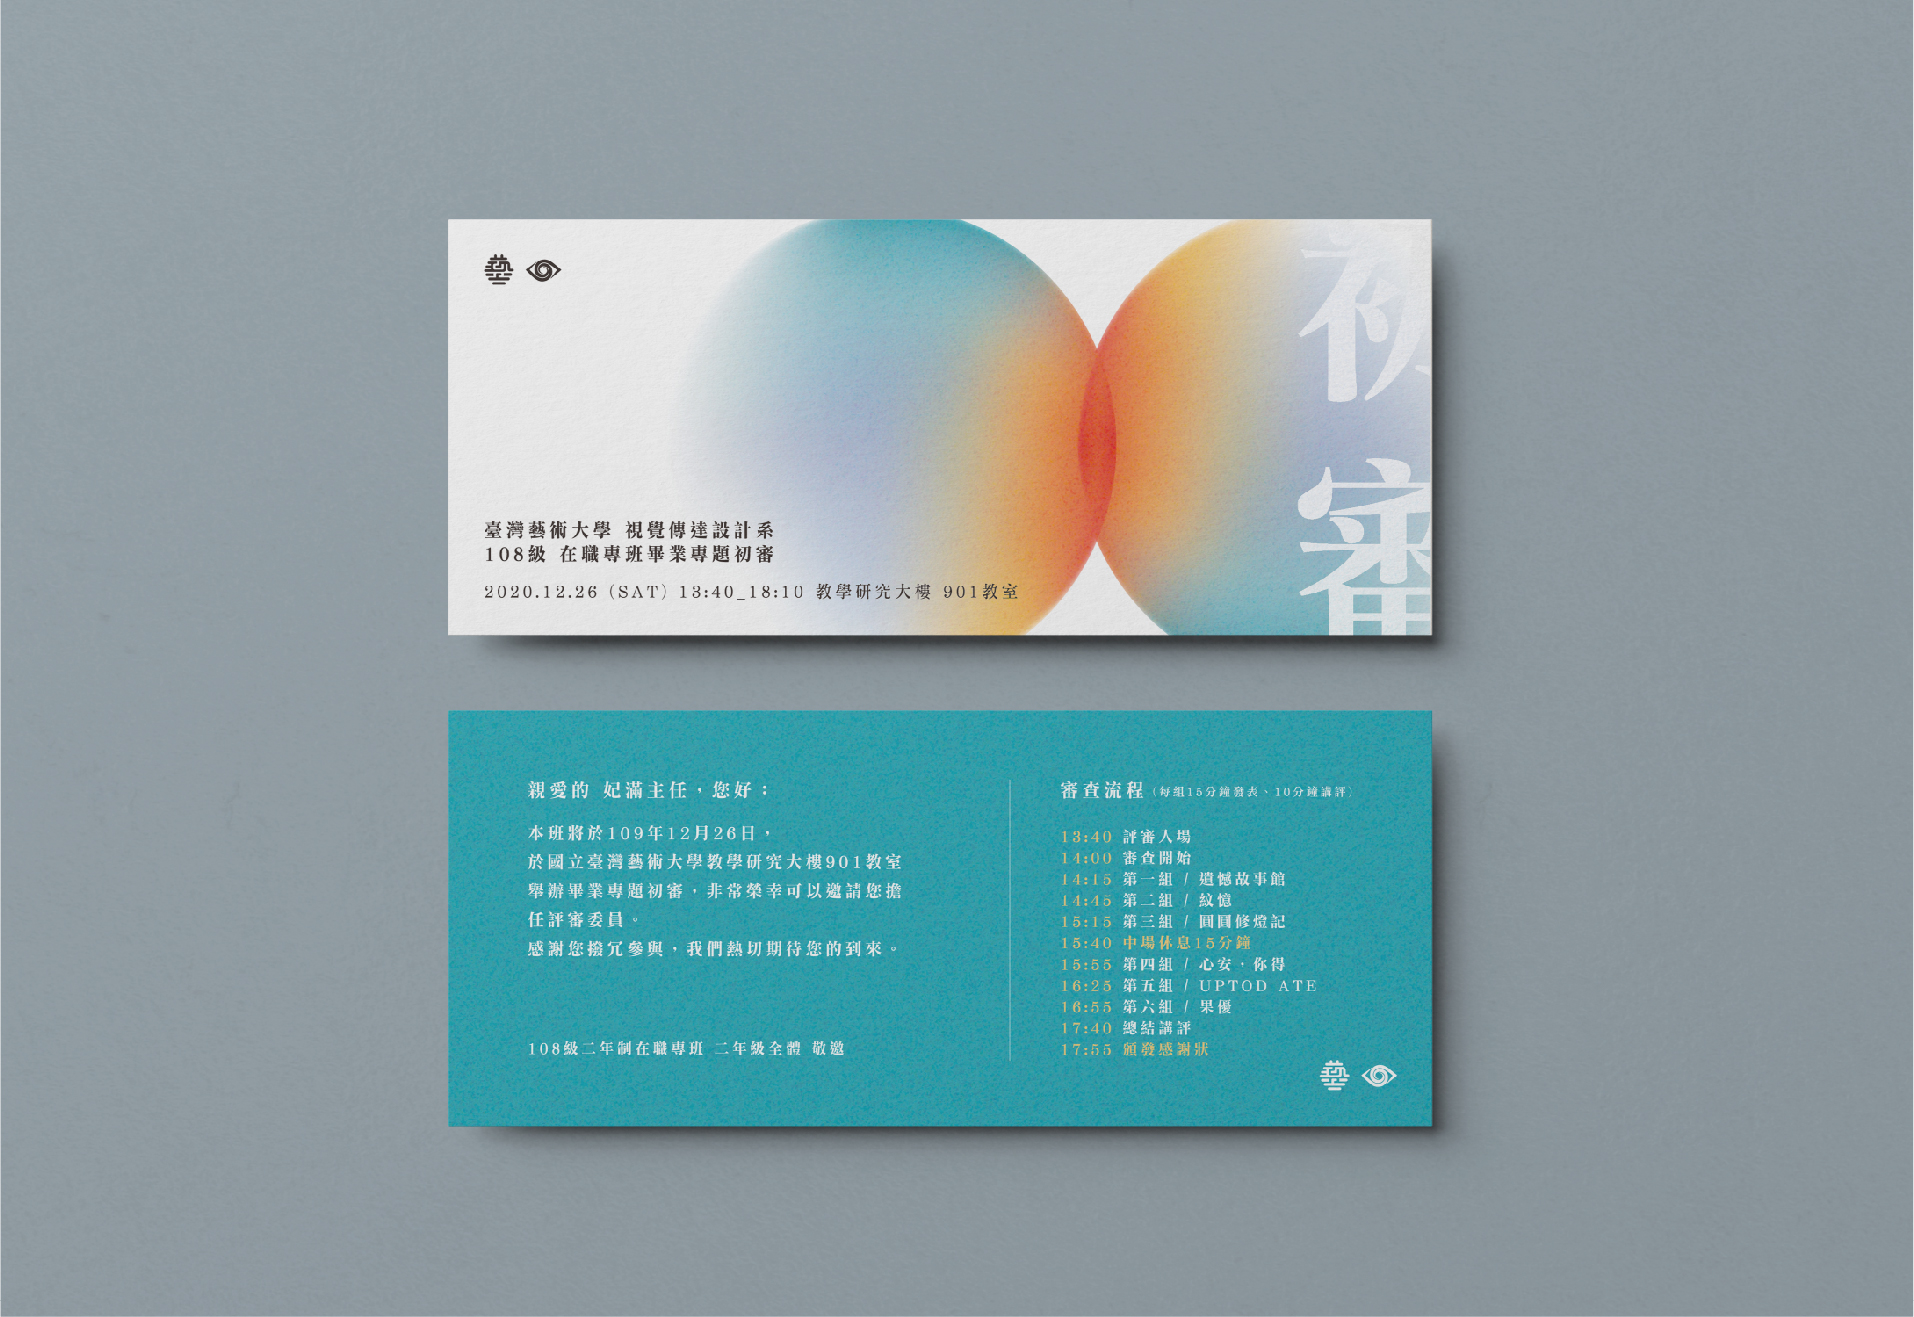 初審
臺灣藝術大學 視覺傳達設計系
108級 在職專班畢業專題初審
2020.12.26 (SAT) 13:40_18:10 教學研究大樓 901教室
親愛的 妃滿主任，您好：
本班將於109年12月26日，
於國立臺灣藝術大學教學研究大樓901教室
舉辦畢業專題初審，非常榮幸可以邀請您擔
任評審委員。
感謝您撥冗參與，我們熱切期待您的到來。
108級二年制在職專班 二年級全體 敬邀
審查流程（每組15分鐘發表、10分鐘講評）
13:40 評審入場
14:00 審查開始
14:15 第一組 / 遺憾故事館
14:45 第二組 / 紋憶
15:15 第三組 / 圓圓修燈記
15:40 中場休息15分鐘
15:55 第四組 / 心安，你得
16:25 第五組 / UPTOD ATE
16:55 第六組 / 果優
17:40 總結講評
17:55 頒發感謝狀